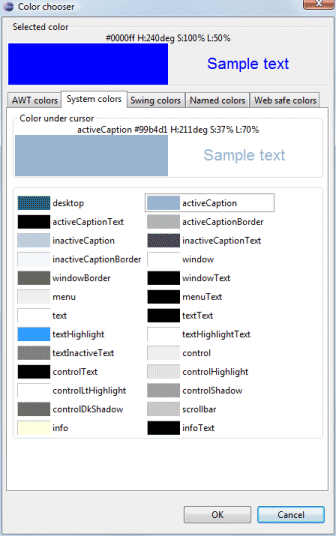 Color chooser
Selected color
#0000ff H:240deg S:100% L:50%
Sample text
AWT colors System colors Swing colors Named colors Web safe colors
Color under cursor
activeCaption #99b4d1 H:211deg S:37% L:70%
Sample text
desktop activeCaption
activeCaptionText activeCaptionBorder
inactiveCaption inactiveCaptionText
inactiveCaptionBorder window
windowBorder windowText
menu menuText
text textText
textHighlight textHighlightText
textInactiveText control
controlText controlHighlight
controlLtHighlight controlShadow
controlDkShadow scrollbar
info infoText
OK Cancel